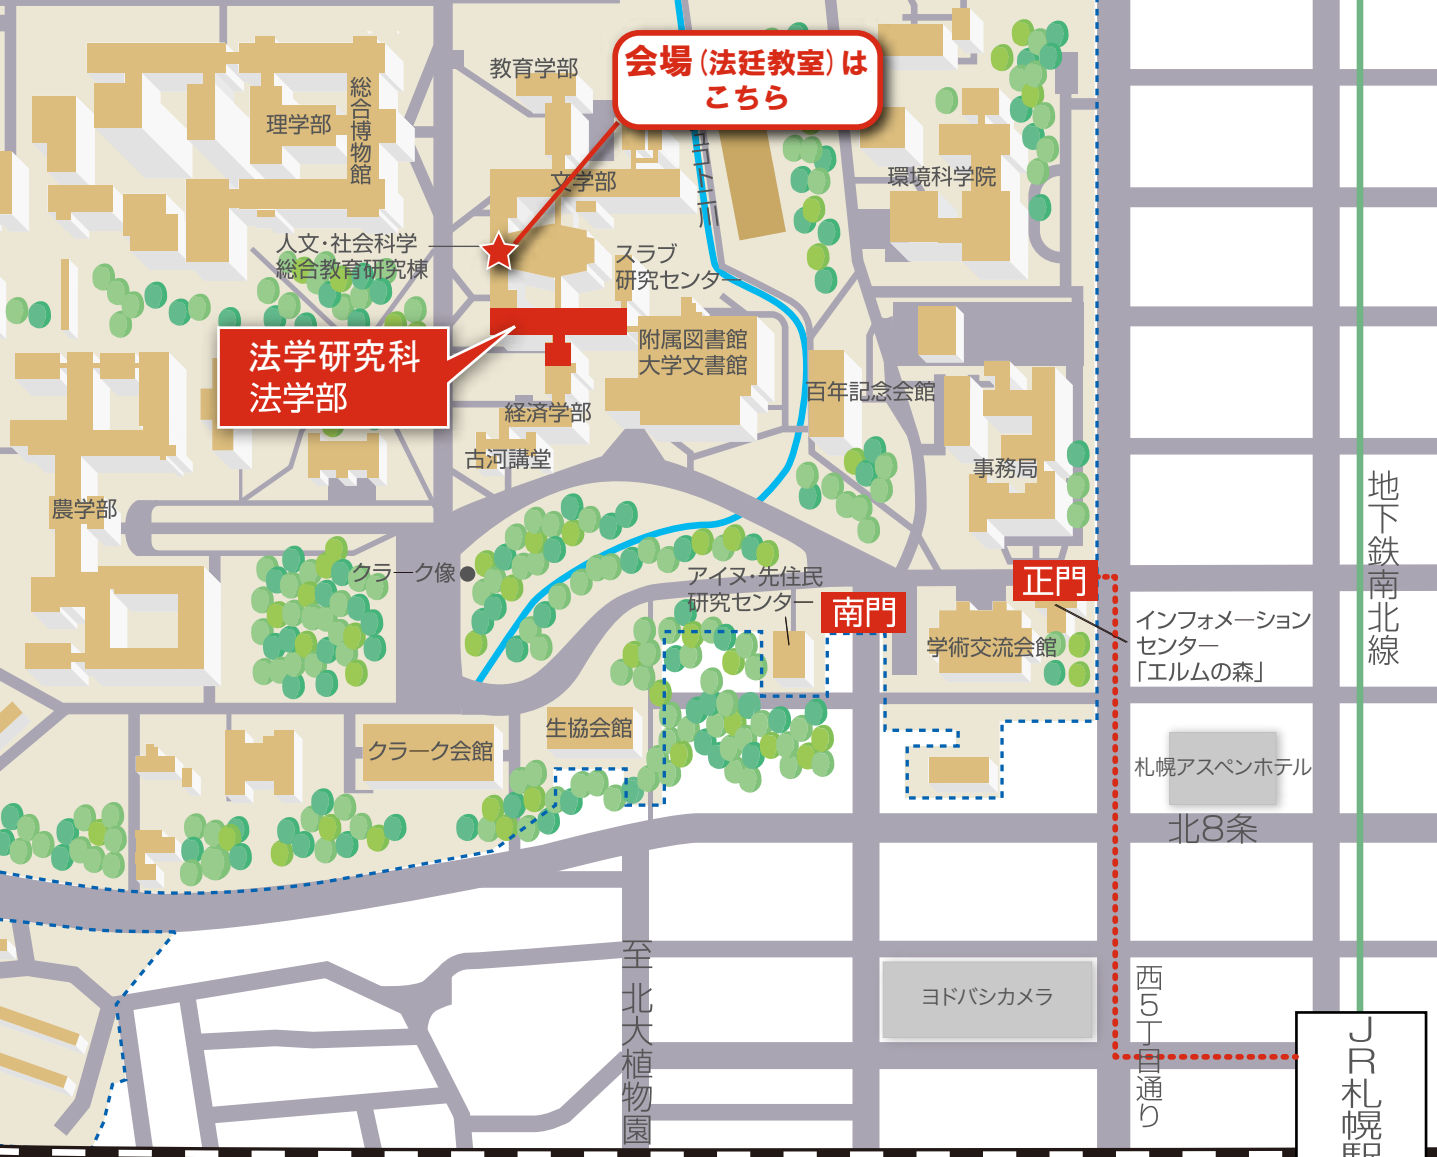 会場（法廷教室）は
こちら
教育学部
総合博物館
理学部
文学部
環境科学院
人文・社会科学
総合教育研究棟
スラブ
研究センター
法学研究科
法学部
附属図書館
大学文書館
百年記念会館
経済学部
古河講堂
事務局
農学部
クラーク像
アイヌ・先住民
研究センター
正門
南門
学術交流会館
インフォメーション
センター
「エルムの森」
地下鉄南北線
生協会館
クラーク会館
札幌アスペンホテル
北8条
至 北大植物園
ヨドバシカメラ
西5丁目通り
JR札幌駅